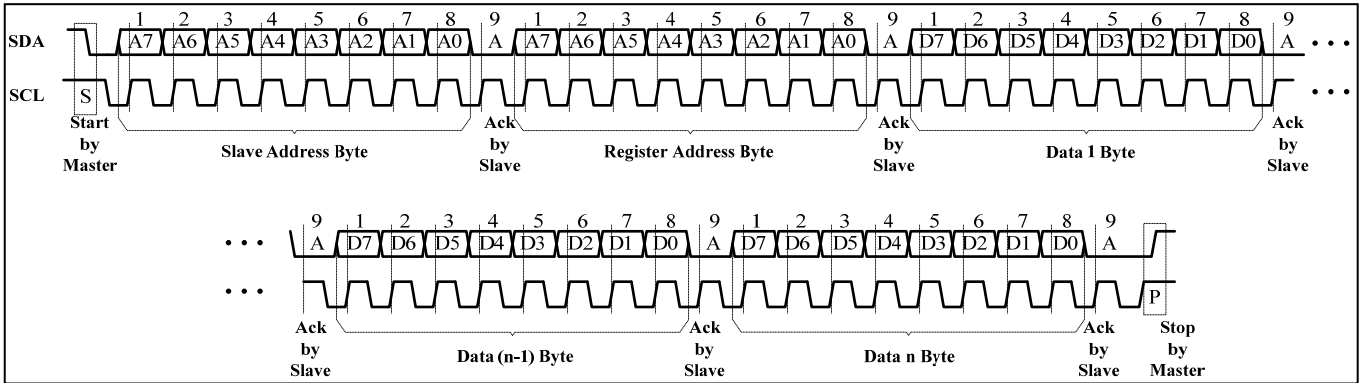 1 2 3 4 5 6 7 8 9 1 2 3 4 5 6 7 8 9 1 2 3 4 5 6 7 8 9
SDA A7 A6 A5 A4 A3 A2 A1 A0 A A7 A6 A5 A4 A3 A2 A1 A0 A D7 D6 D5 D4 D3 D2 D1 D0 A • • •
SCL S • • •
Start by Master
Slave Address Byte
Ack by Slave
Register Address Byte
Ack by Slave
Data 1 Byte
Ack by Slave
9 1 2 3 4 5 6 7 8 9 1 2 3 4 5 6 7 8 9
• • • A D7 D6 D5 D4 D3 D2 D1 D0 A D7 D6 D5 D4 D3 D2 D1 D0 A
• • • P
Ack by Slave
Data (n-1) Byte
Ack by Slave
Data n Byte
Ack by Slave
Stop by Master